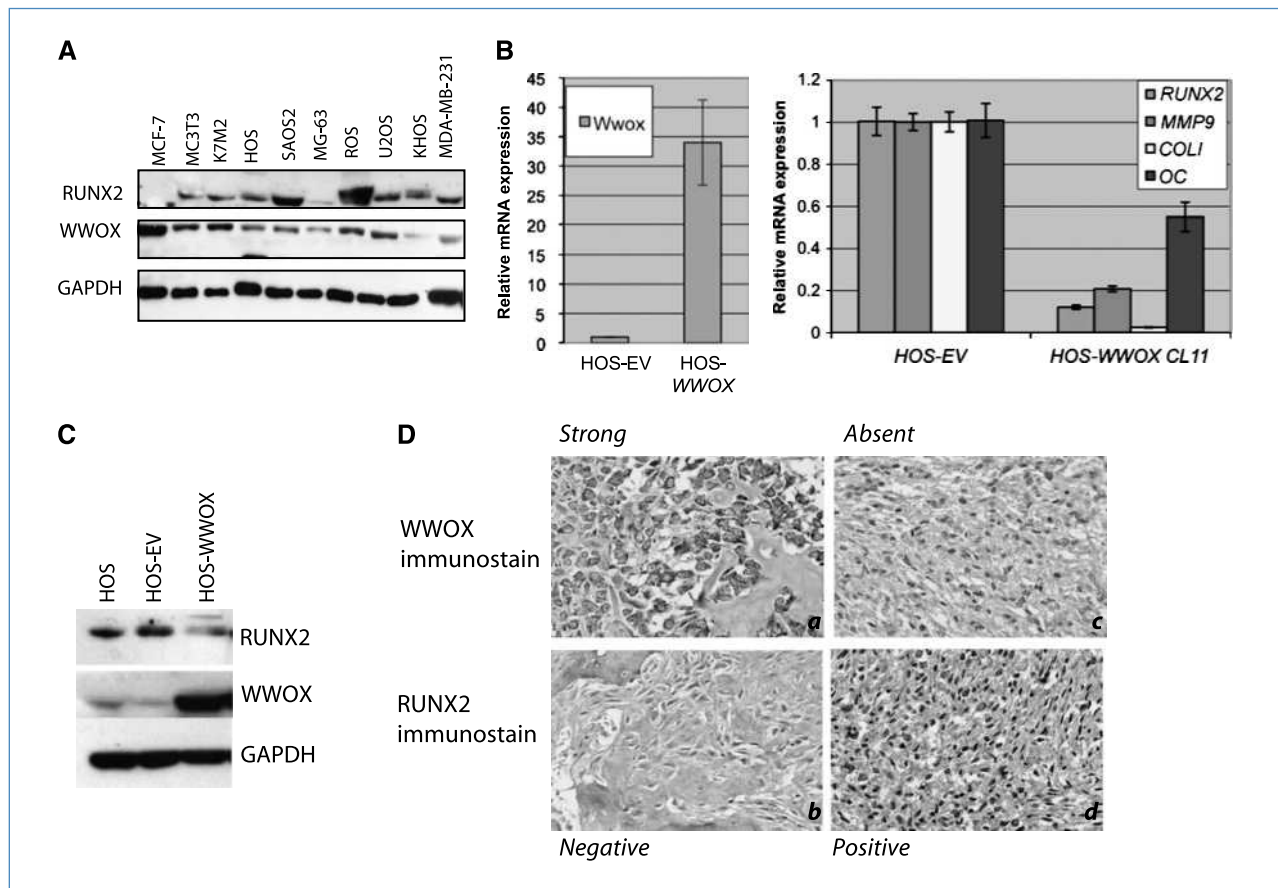 A
MCF-7
MC3T3
K7M2
HOS
SAOS2
MG-63
ROS
U2OS
KHOS
MDA-MB-231
RUNX2
WWOX
GAPDH
B
Relative mRNA expression
45
40
35
30
25
20
15
10
5
0
Wwox
HOS-EV
HOS-
WWOX
Relative mRNA expression
1.2
1
0.8
0.6
0.4
0.2
0
RUNX2
MMP9
COLI
OC
HOS-EV
HOS-WWOX CL11
C
HOS
HOS-EV
HOS-WWOX
RUNX2
WWOX
GAPDH
D
Strong
Absent
WWOX
immunostain
a
c
RUNX2
immunostain
b
d
Negative
Positive